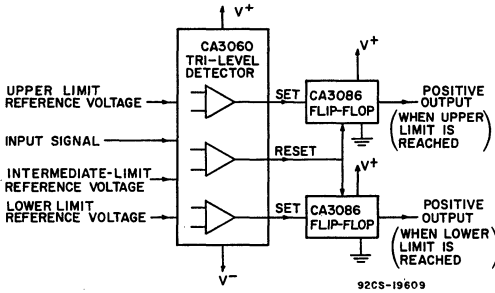 V+
CA3060
TRI-LEVEL
DETECTOR
V+
UPPER LIMIT
REFERENCE VOLTAGE
SET
CA3086
FLIP-FLOP
POSITIVE
OUTPUT
(WHEN UPPER
LIMIT IS
REACHED)
INPUT SIGNAL
RESET
INTERMEDIATE-LIMIT
REFERENCE VOLTAGE
V+
LOWER LIMIT
REFERENCE VOLTAGE
SET
CA3086
FLIP-FLOP
POSITIVE
OUTPUT
(WHEN LOWER
LIMIT IS
REACHED)
V-
92CS-19609